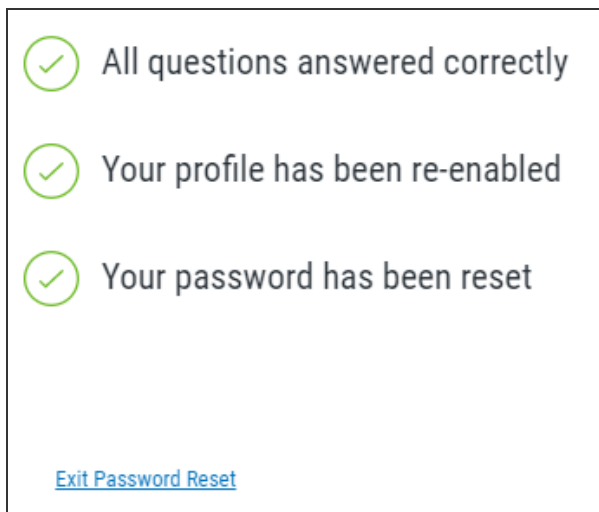 All questions answered correctly
Your profile has been re-enabled
Your password has been reset
Exit Password Reset